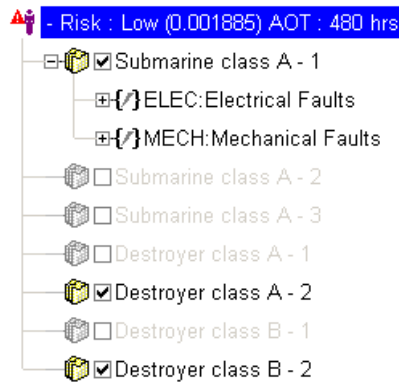 - Risk : Low (0.001885) AOT : 480 hrs
Submarine class A - 1
{/}ELEC:Electrical Faults
{/}MECH:Mechanical Faults
Submarine class A - 2
Submarine class A - 3
Destroyer class A - 1
Destroyer class A - 2
Destroyer class B - 1
Destroyer class B - 2